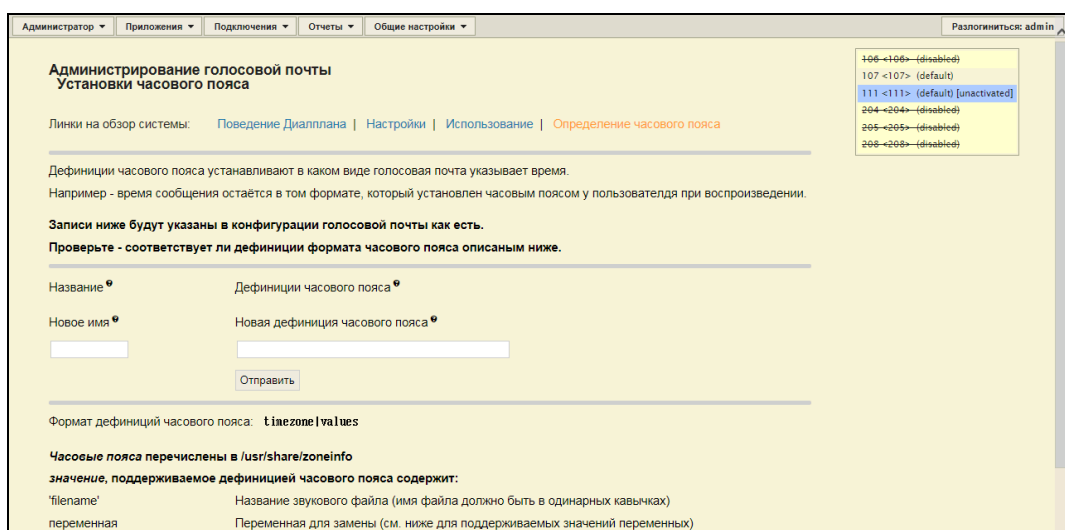 Администратор Приложения Подключения Отчеты Общие настройки Разлогиниться: admin
Администрирование голосовой почты
Установки часового пояса
Линки на обзор системы: Поведение Диалплана | Настройки | Использование | Определение часового пояса
106 <106> (disabled)
107 <107> (default)
111 <111> (default) [unactivated]
204 <204> (disabled)
205 <205> (disabled)
208 <208> (disabled)
Дефиниции часового пояса устанавливают в каком виде голосовая почта указывает время.
Например - время сообщения остаётся в том формате, который установлен часовым поясом у пользователдя при воспроизведении.
Записи ниже будут указаны в конфигурации голосовой почты как есть.
Проверьте - соответствует ли дефиниции формата часового пояса описаным ниже.
Название Дефиниции часового пояса
Новое имя Новая дефиниция часового пояса
Отправить
Формат дефиниций часового пояса: timezone|values
Часовые пояса перечислены в /usr/share/zoneinfo
значение, поддерживаемое дефиницией часового пояса содержит:
'filename' Название звукового файла (имя файла должно быть в одинарных кавычках)
переменная Переменная для замены (см. ниже для поддерживаемых значений переменных)